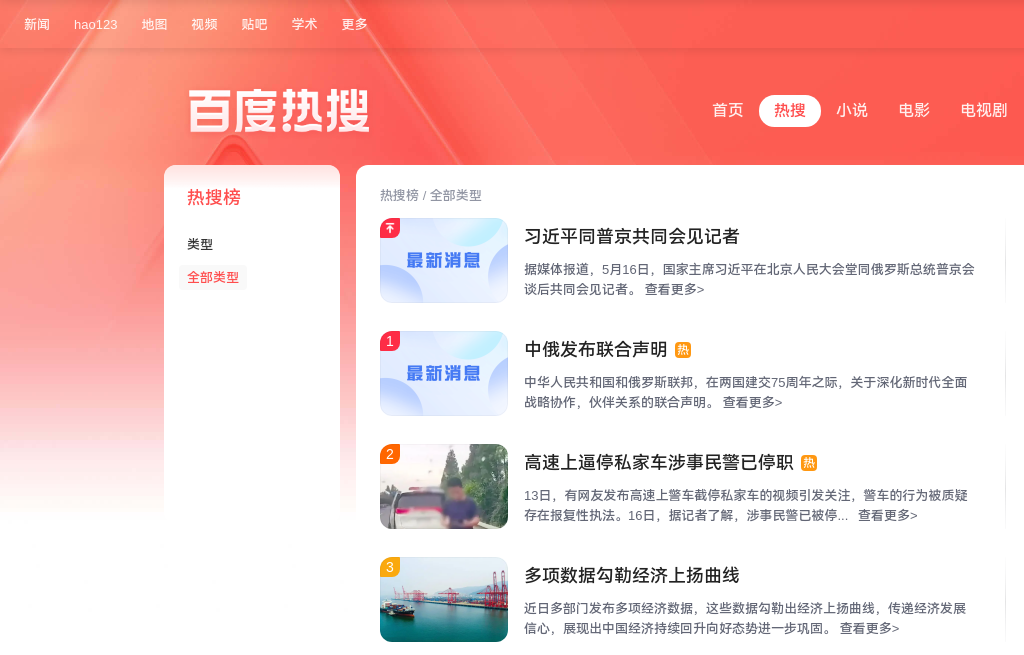 新闻 hao123 地图 视频 贴吧 学术 更多
百度热搜
首页 热搜 小说 电影 电视剧
热搜榜
类型
全部类型
热搜榜 / 全部类型
最新消息
习近平同普京共同会见记者
据媒体报道，5月16日，国家主席习近平在北京人民大会堂同俄罗斯总统普京会
谈后共同会见记者。 查看更多>
1
最新消息
中俄发布联合声明 热
中华人民共和国和俄罗斯联邦，在两国建交75周年之际，关于深化新时代全面
战略协作，伙伴关系的联合声明。 查看更多>
2
高速上逼停私家车涉事民警已停职 热
13日，有网友发布高速上警车截停私家车的视频引发关注，警车的行为被质疑
存在报复性执法。16日，据记者了解，涉事民警已被停... 查看更多>
3
多项数据勾勒经济上扬曲线
近日多部门发布多项经济数据，这些数据勾勒出经济上扬曲线，传递经济发展
信心，展现出中国经济持续回升向好态势进一步巩固。 查看更多>